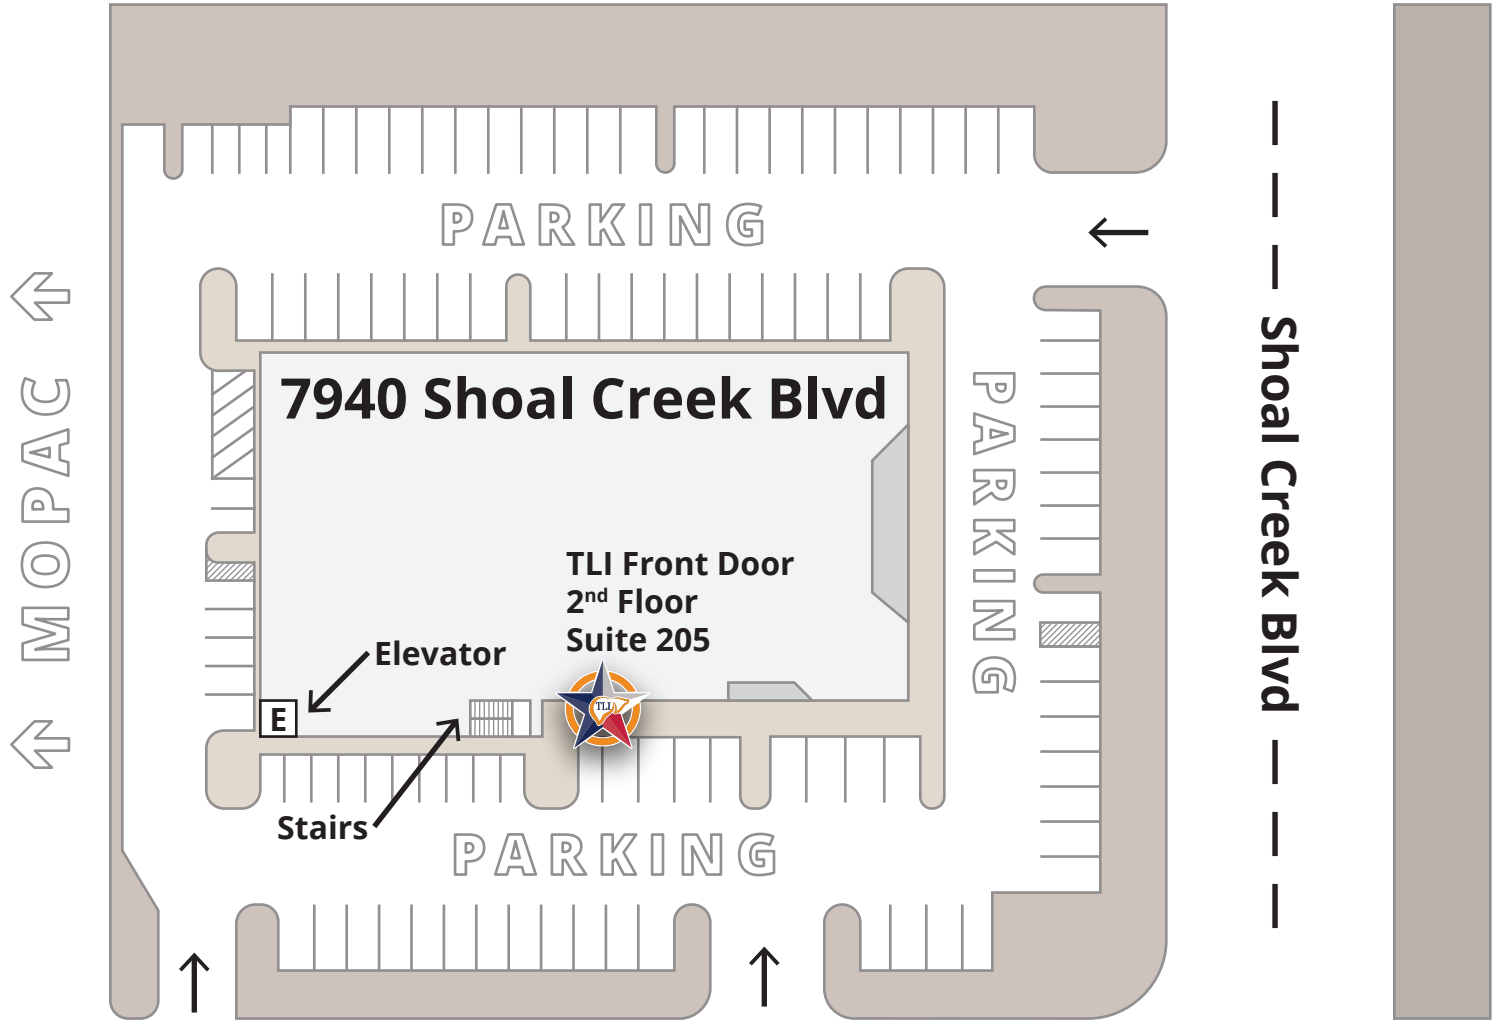 PARKING
7940 Shoal Creek Blvd
MOPAC
PARKING
Shoal Creek Blvd
TLI Front Door
2nd Floor
Suite 205
Elevator
E
TLI
Stairs
PARKING